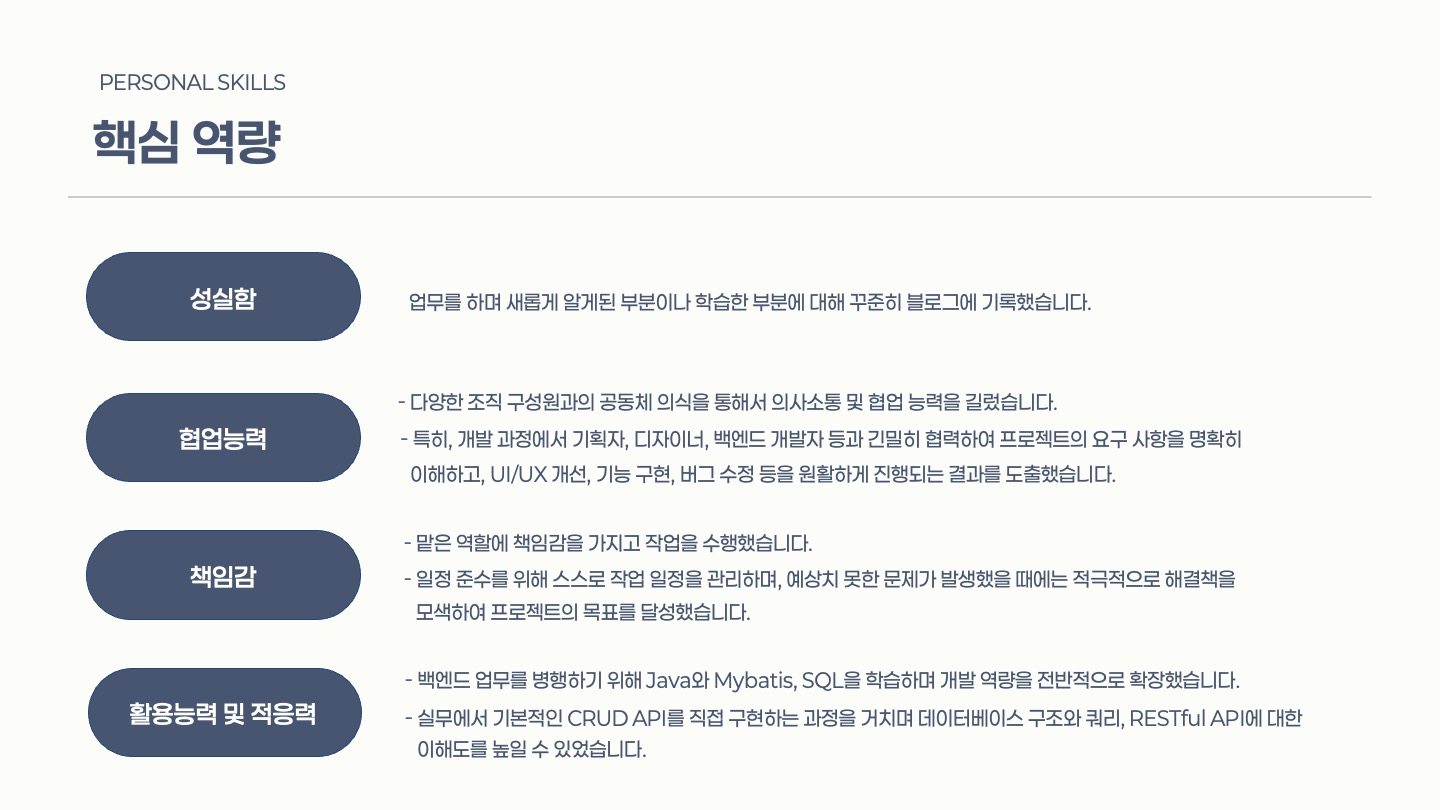 PERSONAL SKILLS
핵심 역량
성실함
업무를 하며 새롭게 알게된 부분이나 학습한 부분에 대해 꾸준히 블로그에 기록했습니다.
협업능력
- 다양한 조직 구성원과의 공동체 의식을 통해서 의사소통 및 협업 능력을 길렀습니다.
- 특히, 개발 과정에서 기획자, 디자이너, 백엔드 개발자 등과 긴밀히 협력하여 프로젝트의 요구 사항을 명확히
이해하고, UI/UX 개선, 기능 구현, 버그 수정 등을 원활하게 진행되는 결과를 도출했습니다.
책임감
- 맡은 역할에 책임감을 가지고 작업을 수행했습니다.
- 일정 준수를 위해 스스로 작업 일정을 관리하며, 예상치 못한 문제가 발생했을 때에는 적극적으로 해결책을
모색하여 프로젝트의 목표를 달성했습니다.
활용능력 및 적응력
- 백엔드 업무를 병행하기 위해 Java와 Mybatis, SQL을 학습하며 개발 역량을 전반적으로 확장했습니다.
- 실무에서 기본적인 CRUD API를 직접 구현하는 과정을 거치며 데이터베이스 구조와 쿼리, RESTful API에 대한
이해도를 높일 수 있었습니다.